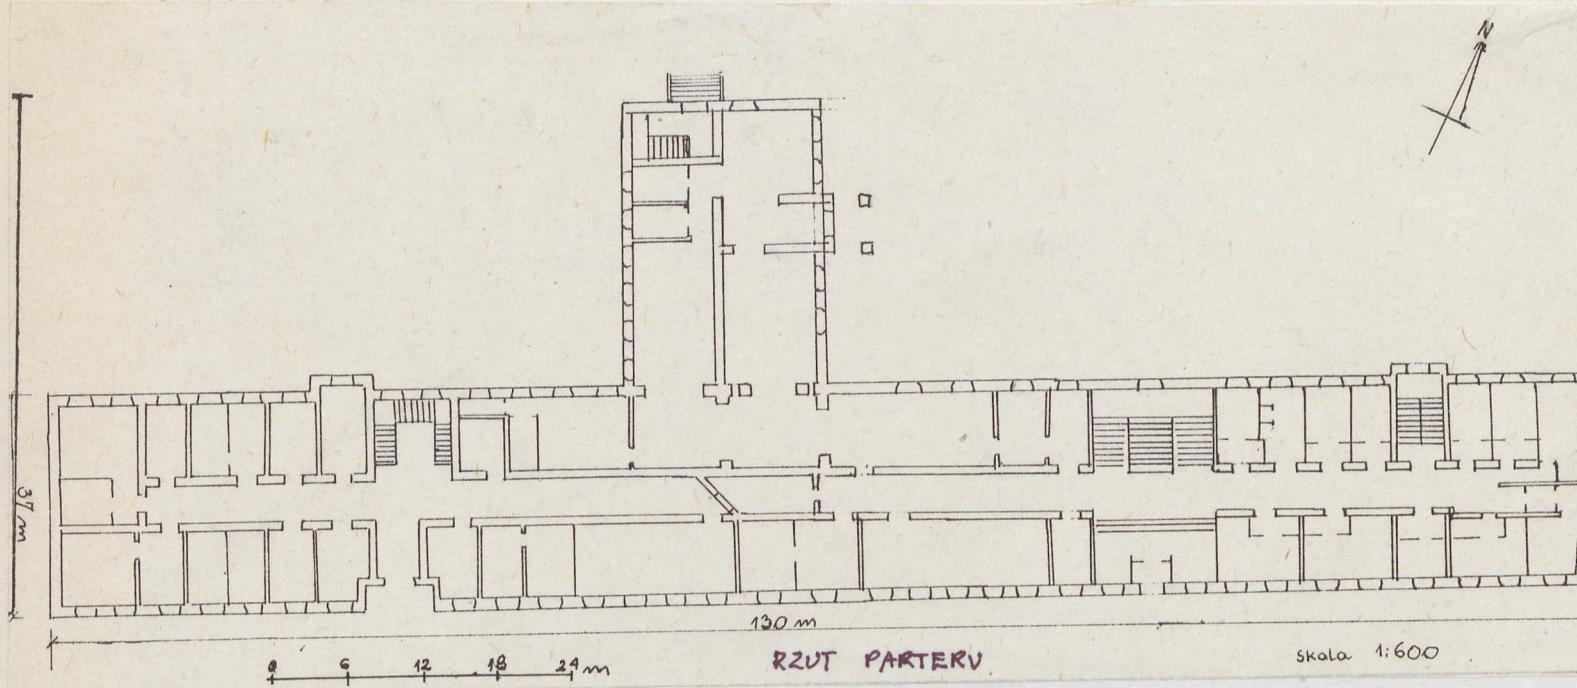 N
37 m
130 m
0 6 12 18 24 m
RZUT PARTERU
skala 1:600